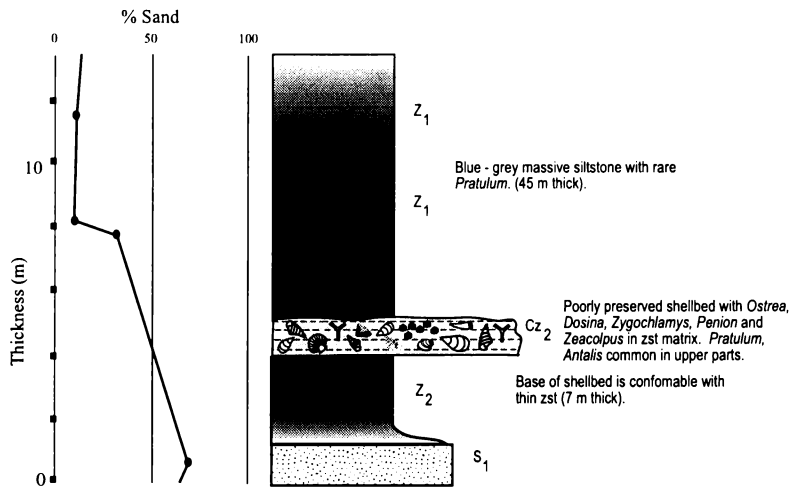 % Sand
0 50 100
Thickness (m)
10
0
Z1
Z1
Cz2
Z2
S1
Blue - grey massive siltstone with rare
Pratulum. (45 m thick).
Poorly preserved shellbed with Ostrea,
Dosina, Zygochlamys, Penion and
Zeacolpus in zst matrix. Pratulum,
Antalis common in upper parts.
Base of shellbed is confomable with
thin zst (7 m thick).